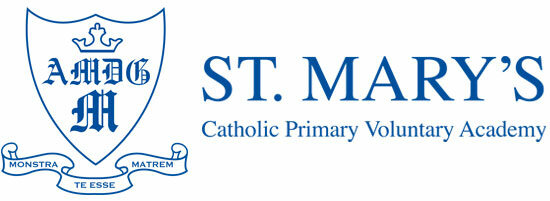 AMDG
M
MONSTRA TE ESSE MATREM
ST. MARY'S
Catholic Primary Voluntary Academy